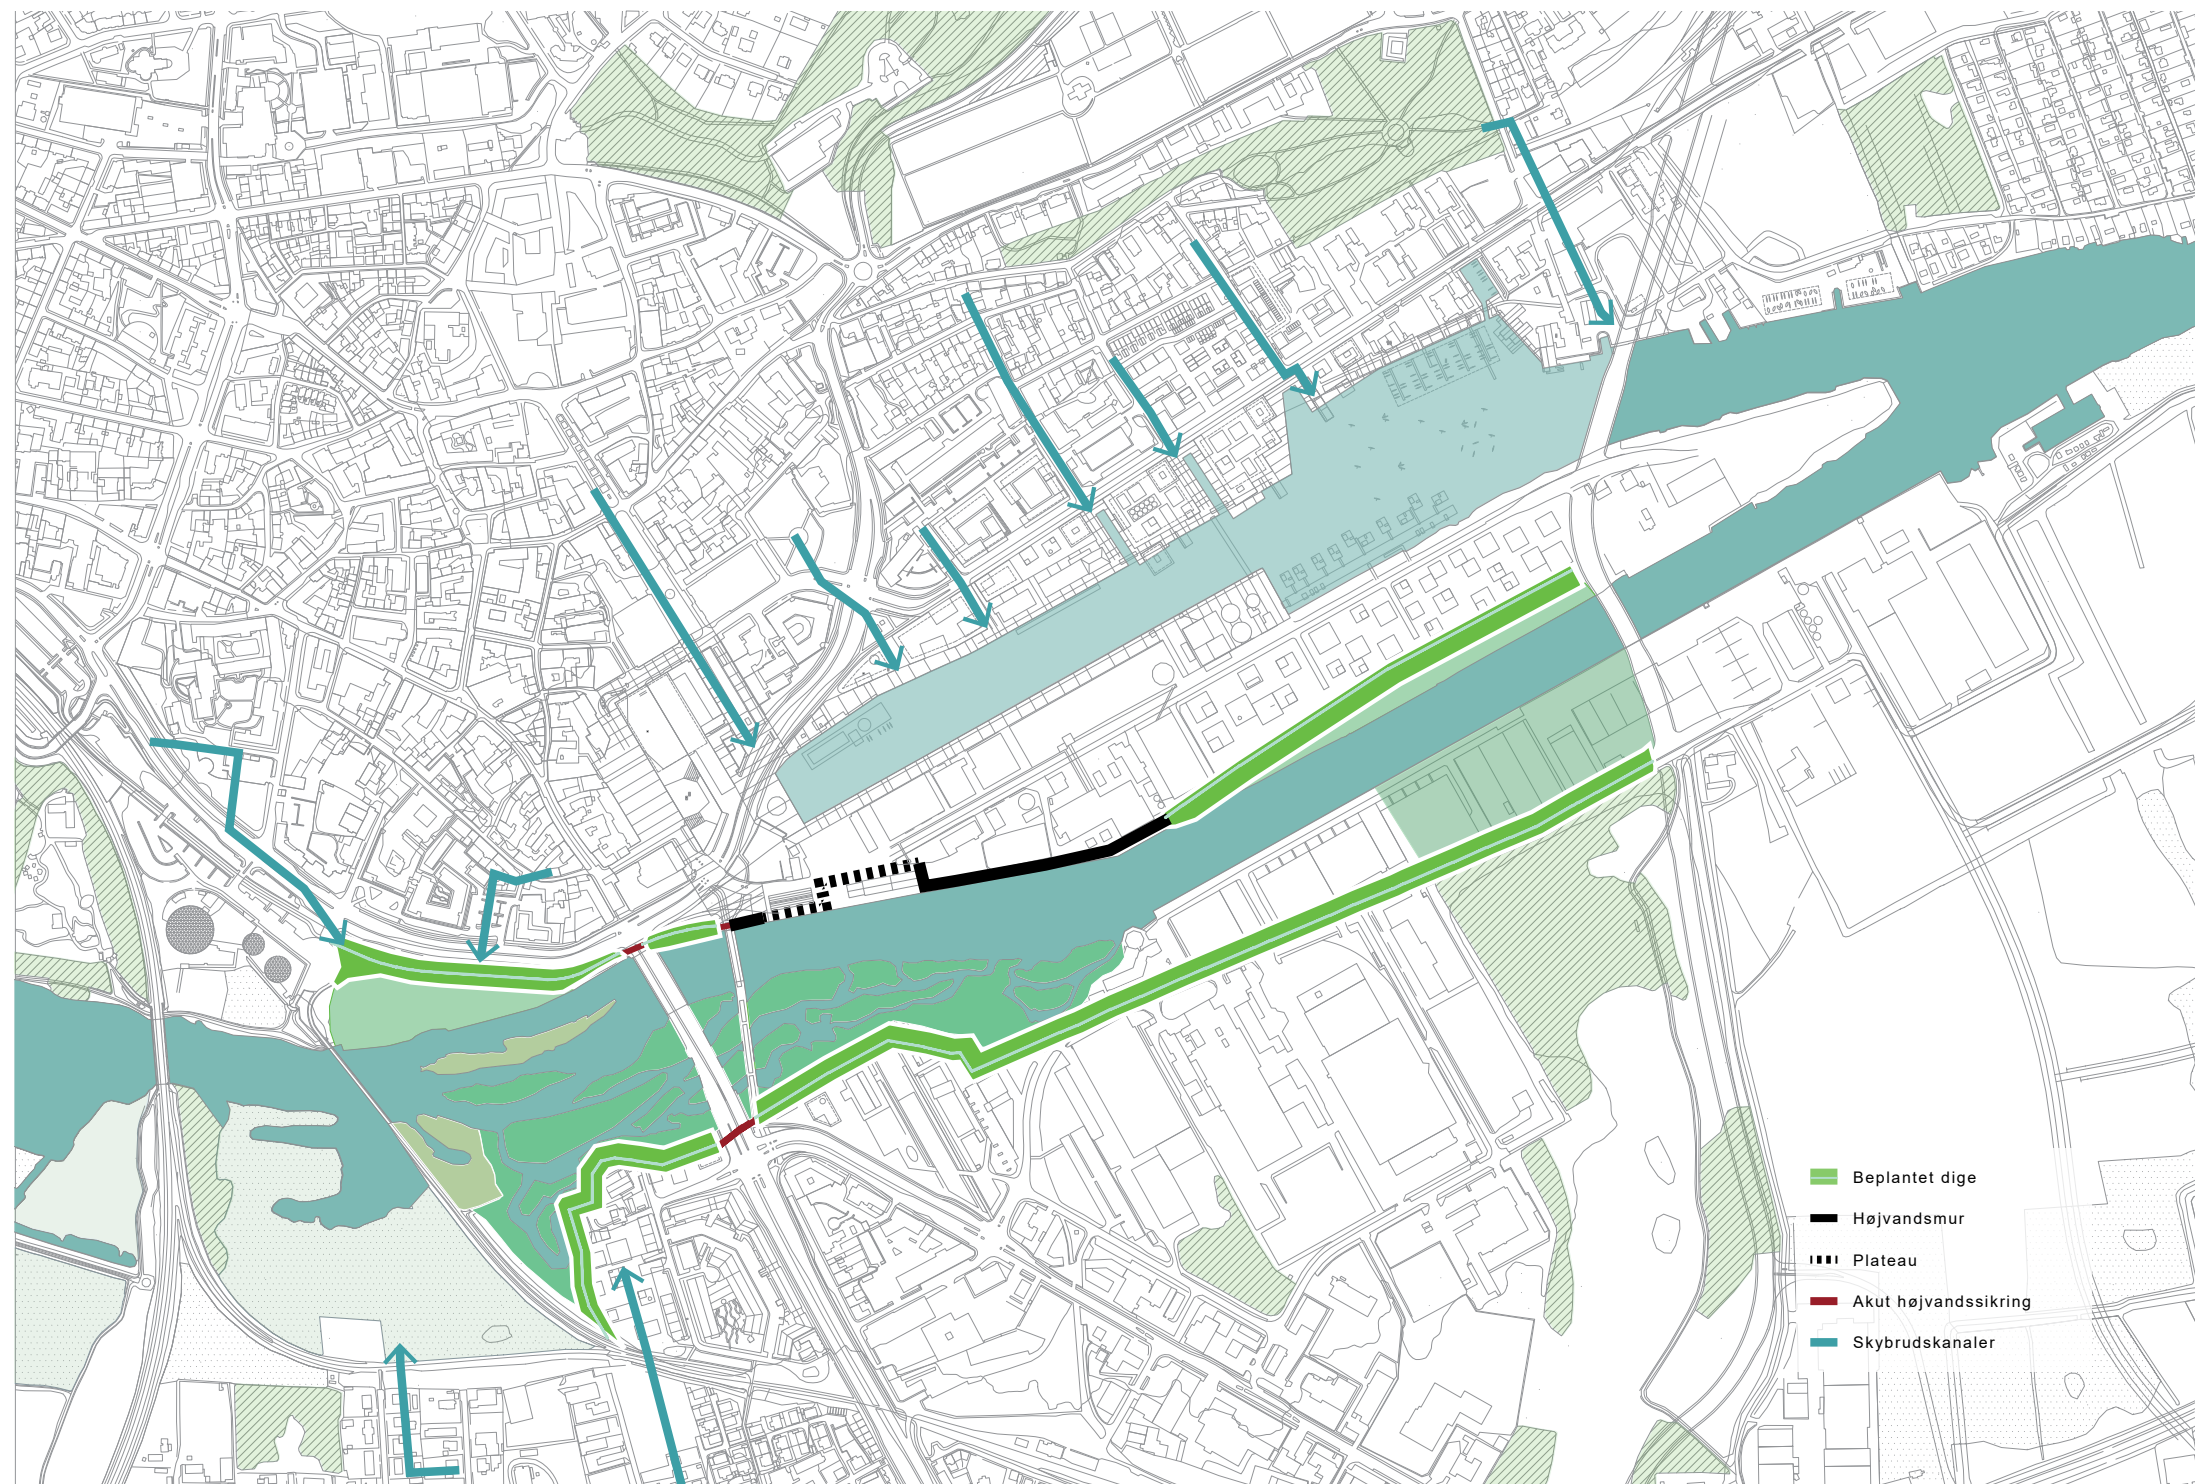 Beplantet dige
Højvandsmur
Plateau
Akut højvandssikring
Skybrudskanaler